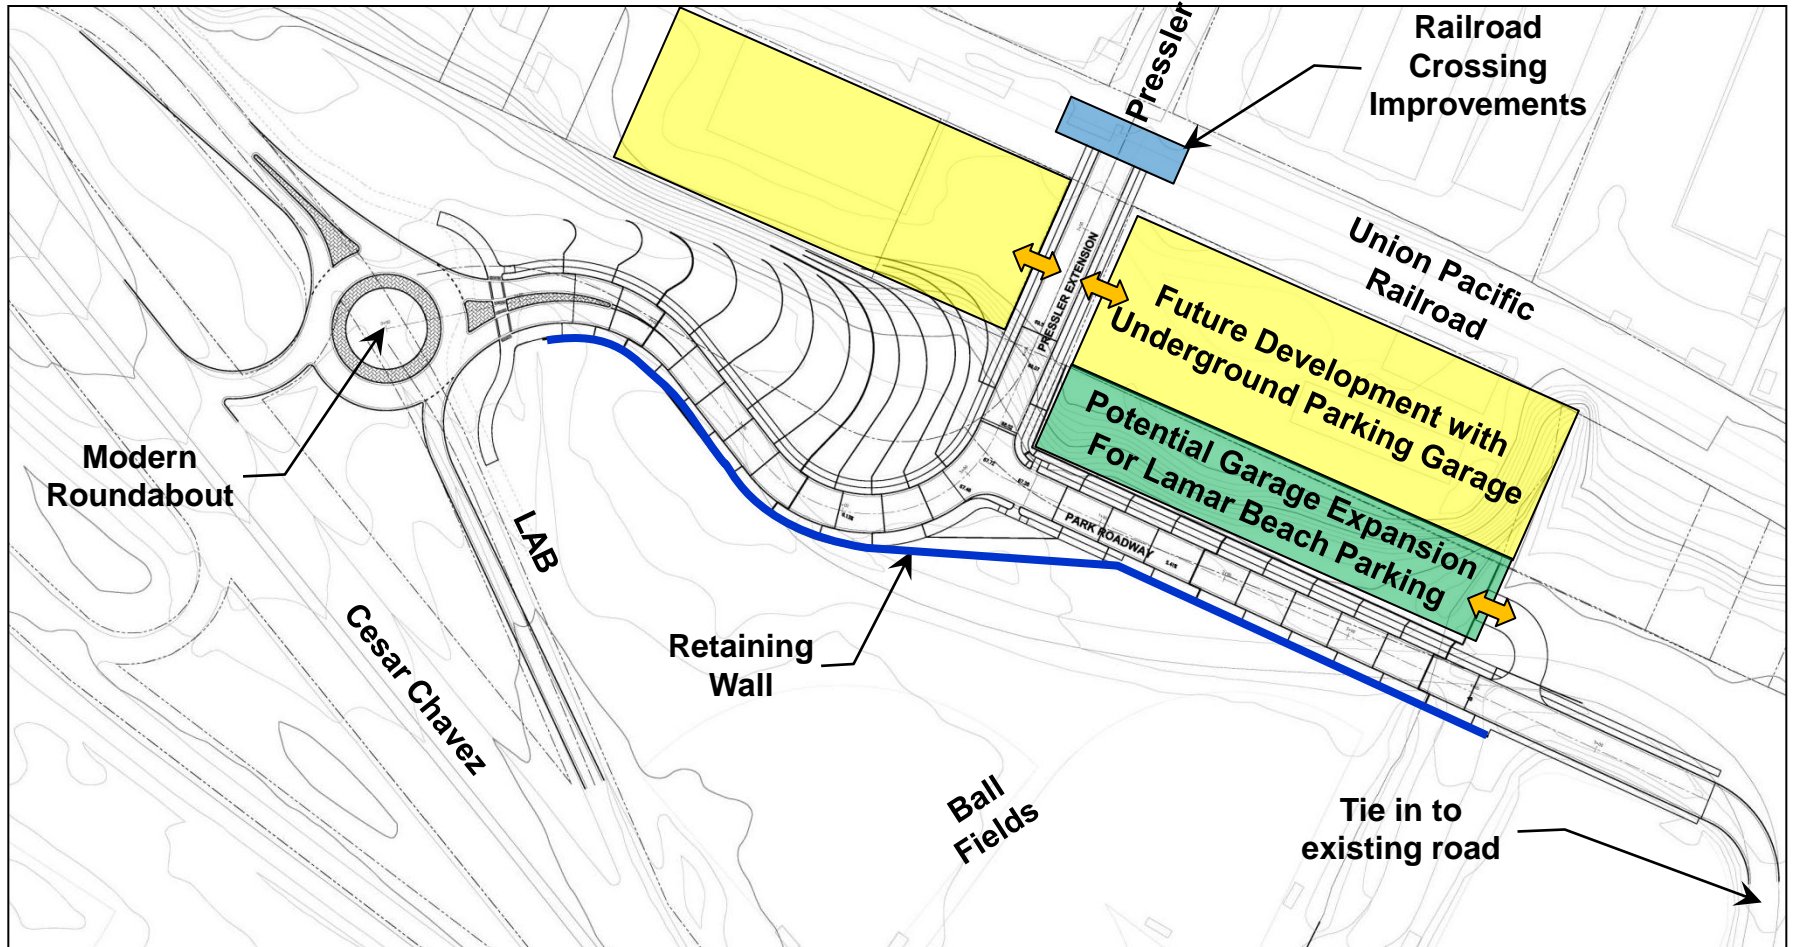 Pressler
Railroad
Crossing
Improvements
Union Pacific
Railroad
PRESSLER EXTENSION
Future Development with
Underground Parking Garage
Potential Garage Expansion
For Lamar Beach Parking
PARK ROADWAY
Modern
Roundabout
LAB
Cesar Chavez
Retaining
Wall
Ball
Fields
Tie in to
existing road